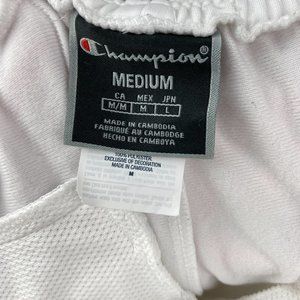 Champion®
MEDIUM
CA MEX JPN
M/M M L
MADE IN CAMBODIA
FABRIQUÉ AU CAMBODGE
HECHO EN CAMBOYA
100% POLYESTER
EXCLUSIVE OF DECORATION
MADE IN CAMBODIA
M